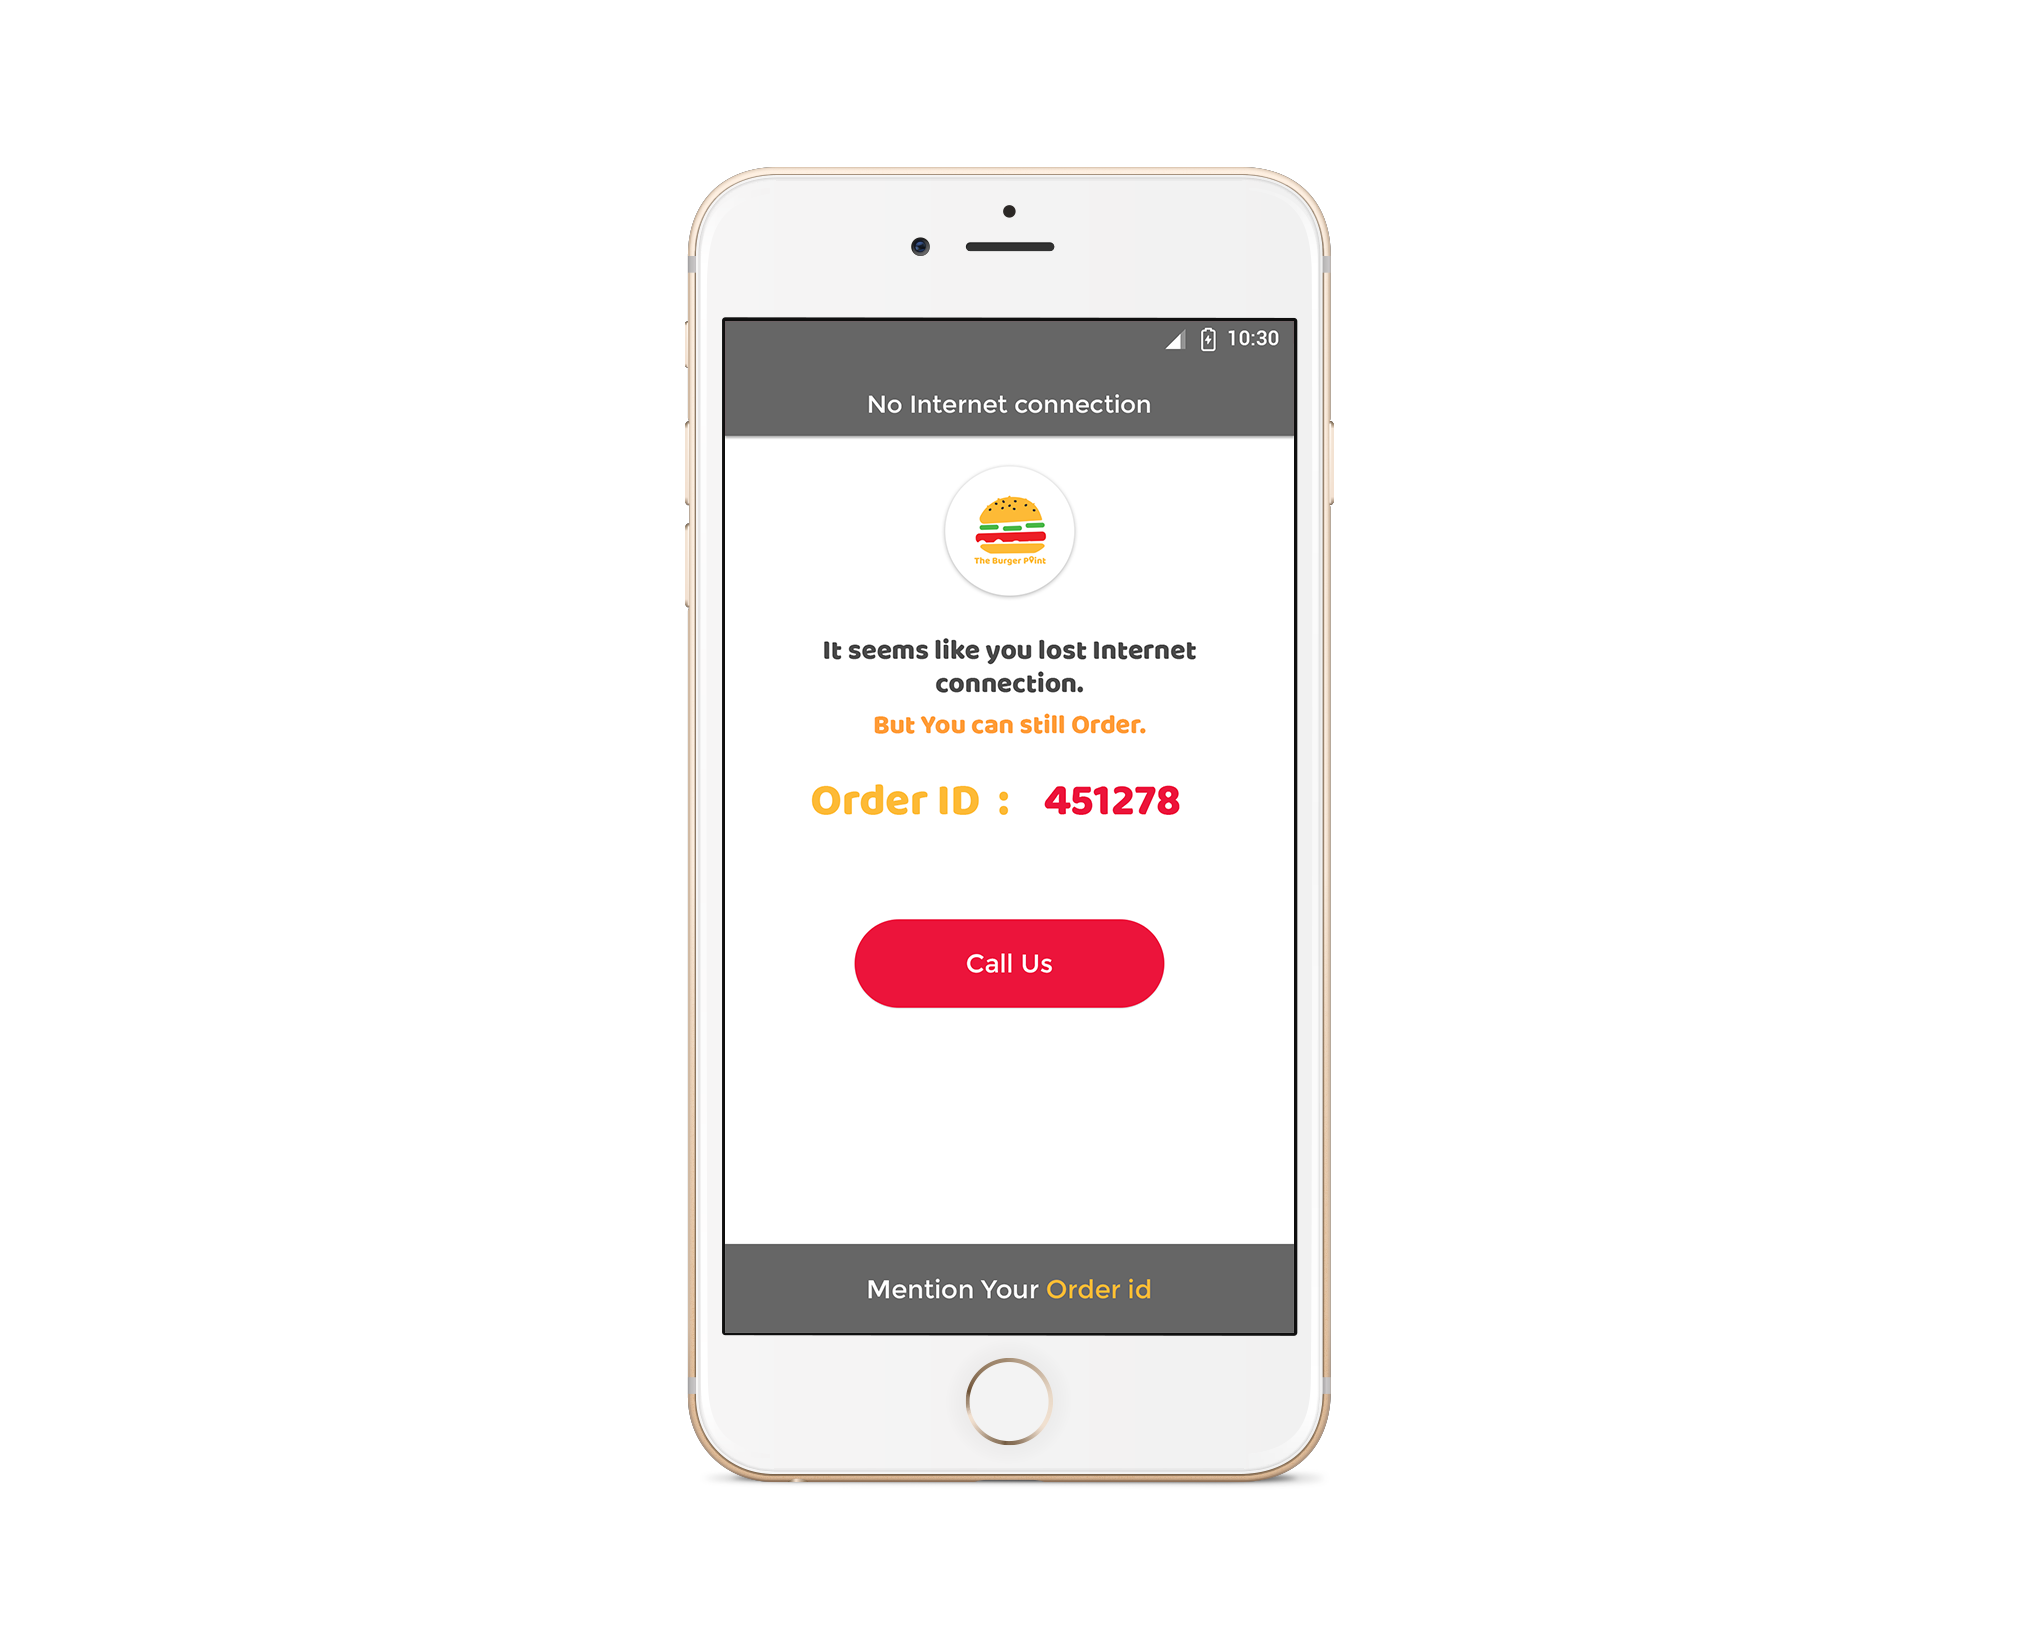 10:30
No Internet connection
The Burger Point
It seems like you lost Internet
connection.
But You can still Order.
Order ID : 451278
Call Us
Mention Your Order id